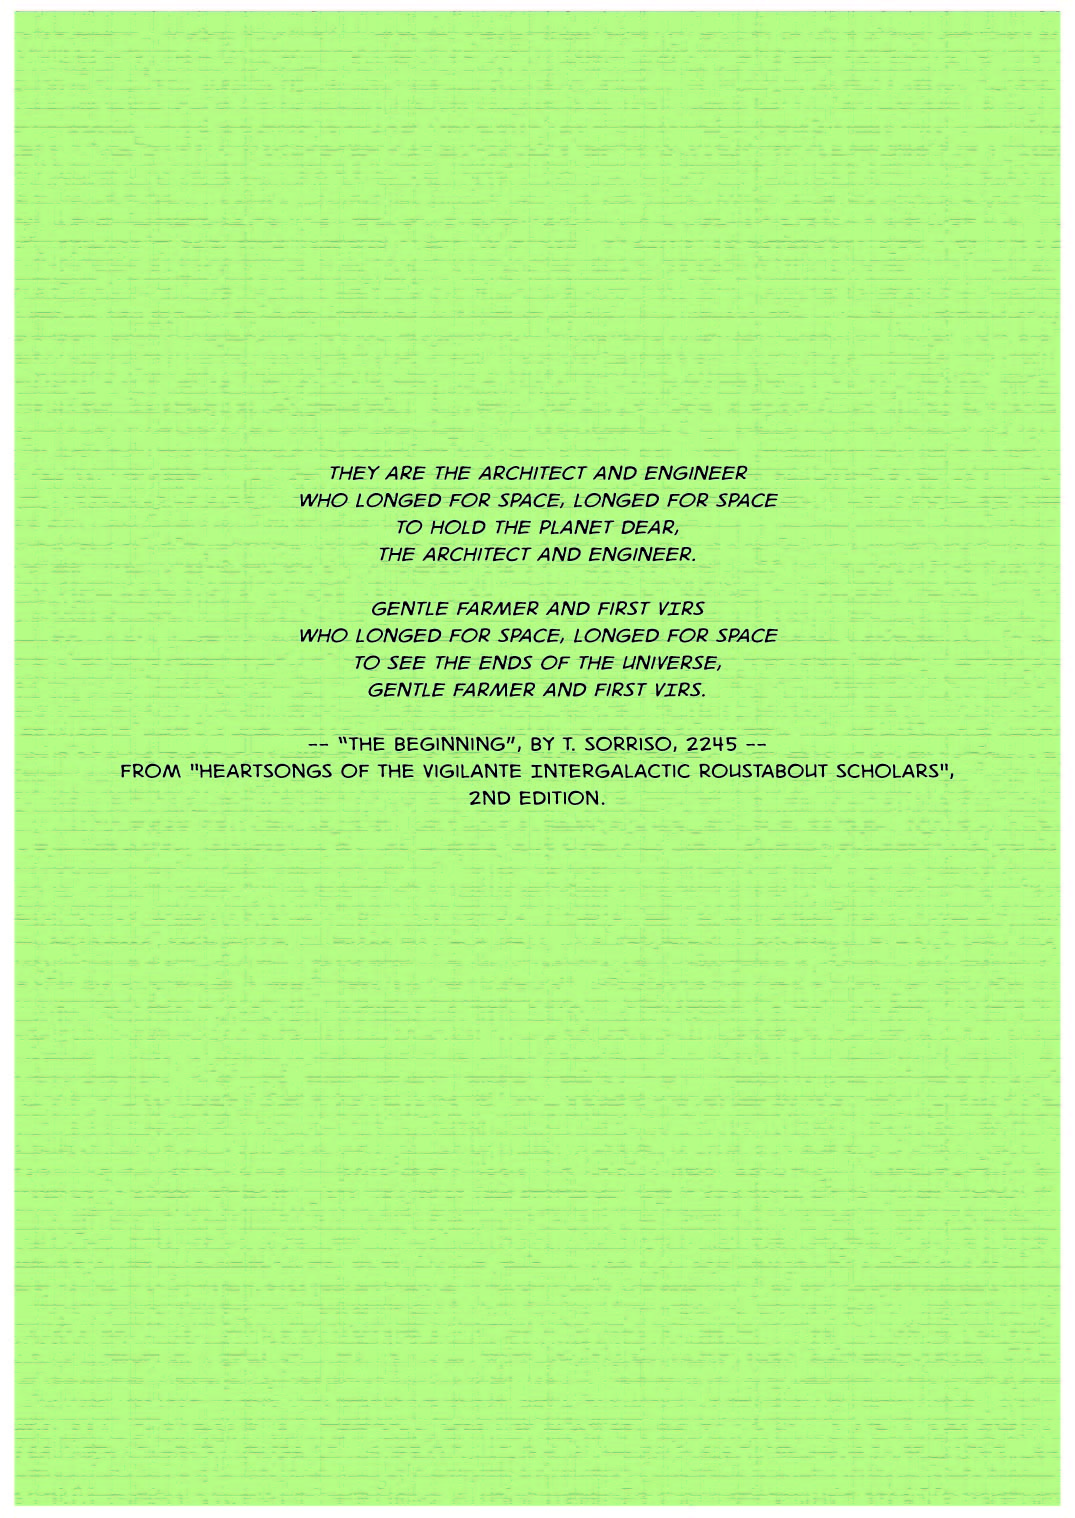 THEY ARE THE ARCHITECT AND ENGINEER
WHO LONGED FOR SPACE, LONGED FOR SPACE
TO HOLD THE PLANET DEAR,
THE ARCHITECT AND ENGINEER.
GENTLE FARMER AND FIRST VIRS
WHO LONGED FOR SPACE, LONGED FOR SPACE
TO SEE THE ENDS OF THE UNIVERSE,
GENTLE FARMER AND FIRST VIRS.
-- “THE BEGINNING”, BY T. SORRISO, 2245 --
FROM "HEARTSONGS OF THE VIGILANTE INTERGALACTIC ROUSTABOUT SCHOLARS",
2ND EDITION.